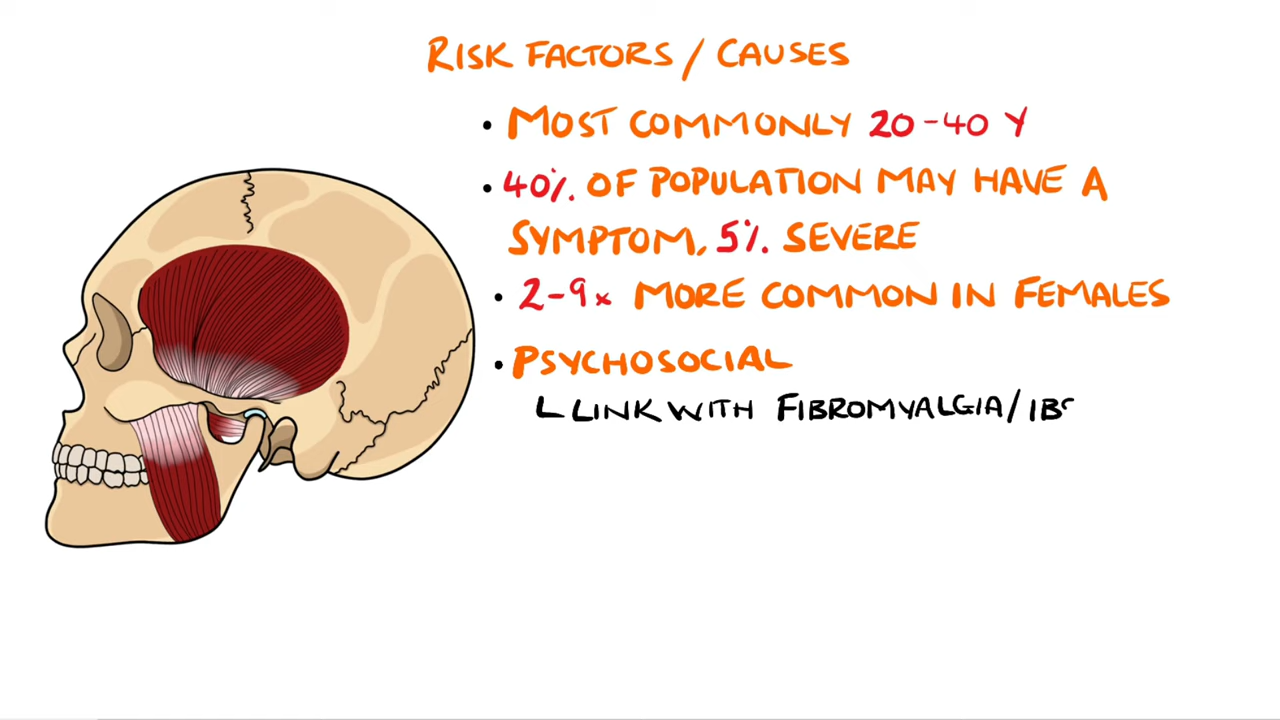 RISK FACTORS / CAUSES
• MOST COMMONLY 20-40 Y
• 40% OF POPULATION MAY HAVE A
SYMPTOM, 5% SEVERE
• 2-9x MORE COMMON IN FEMALES
• PSYCHOSOCIAL
LINK WITH FIBROMYALGIA/